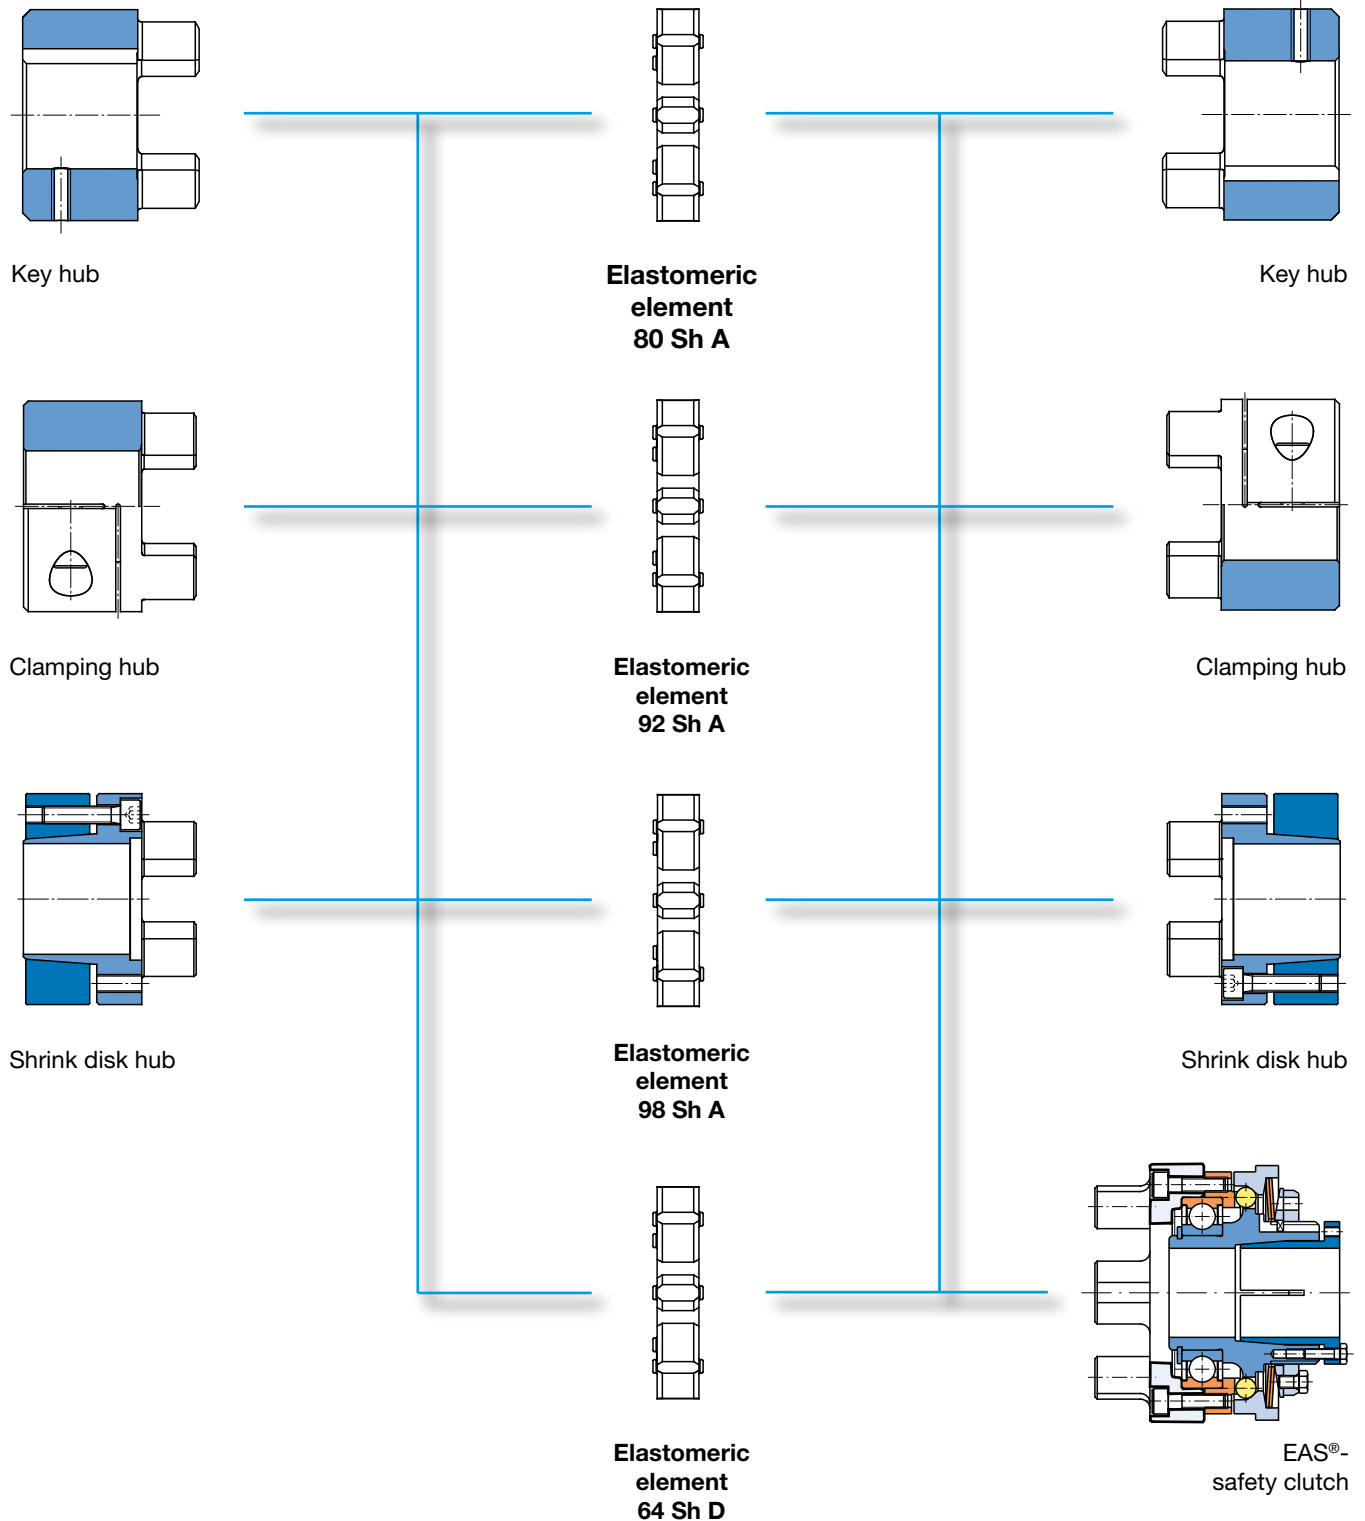 Key hub
Elastomeric
element
80 Sh A
Key hub
Clamping hub
Elastomeric
element
92 Sh A
Clamping hub
Shrink disk hub
Elastomeric
element
98 Sh A
Shrink disk hub
Elastomeric
element
64 Sh D
EAS®-
safety clutch